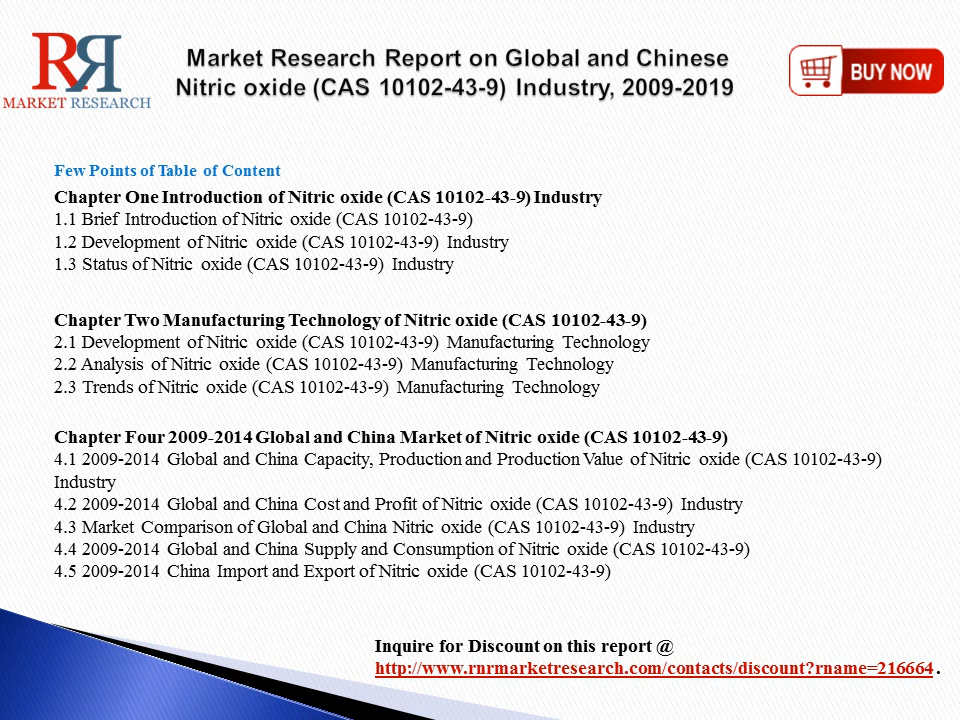 RR
MARKET RESEARCH
Market Research Report on Global and Chinese
Nitric oxide (CAS 10102-43-9) Industry, 2009-2019
BUY NOW
Few Points of Table of Content
Chapter One Introduction of Nitric oxide (CAS 10102-43-9) Industry
1.1 Brief Introduction of Nitric oxide (CAS 10102-43-9)
1.2 Development of Nitric oxide (CAS 10102-43-9) Industry
1.3 Status of Nitric oxide (CAS 10102-43-9) Industry
Chapter Two Manufacturing Technology of Nitric oxide (CAS 10102-43-9)
2.1 Development of Nitric oxide (CAS 10102-43-9) Manufacturing Technology
2.2 Analysis of Nitric oxide (CAS 10102-43-9) Manufacturing Technology
2.3 Trends of Nitric oxide (CAS 10102-43-9) Manufacturing Technology
Chapter Four 2009-2014 Global and China Market of Nitric oxide (CAS 10102-43-9)
4.1 2009-2014 Global and China Capacity, Production and Production Value of Nitric oxide (CAS 10102-43-9)
Industry
4.2 2009-2014 Global and China Cost and Profit of Nitric oxide (CAS 10102-43-9) Industry
4.3 Market Comparison of Global and China Nitric oxide (CAS 10102-43-9) Industry
4.4 2009-2014 Global and China Supply and Consumption of Nitric oxide (CAS 10102-43-9)
4.5 2009-2014 China Import and Export of Nitric oxide (CAS 10102-43-9)
Inquire for Discount on this report @
http://www.rnrmarketresearch.com/contacts/discount?rname=216664 .